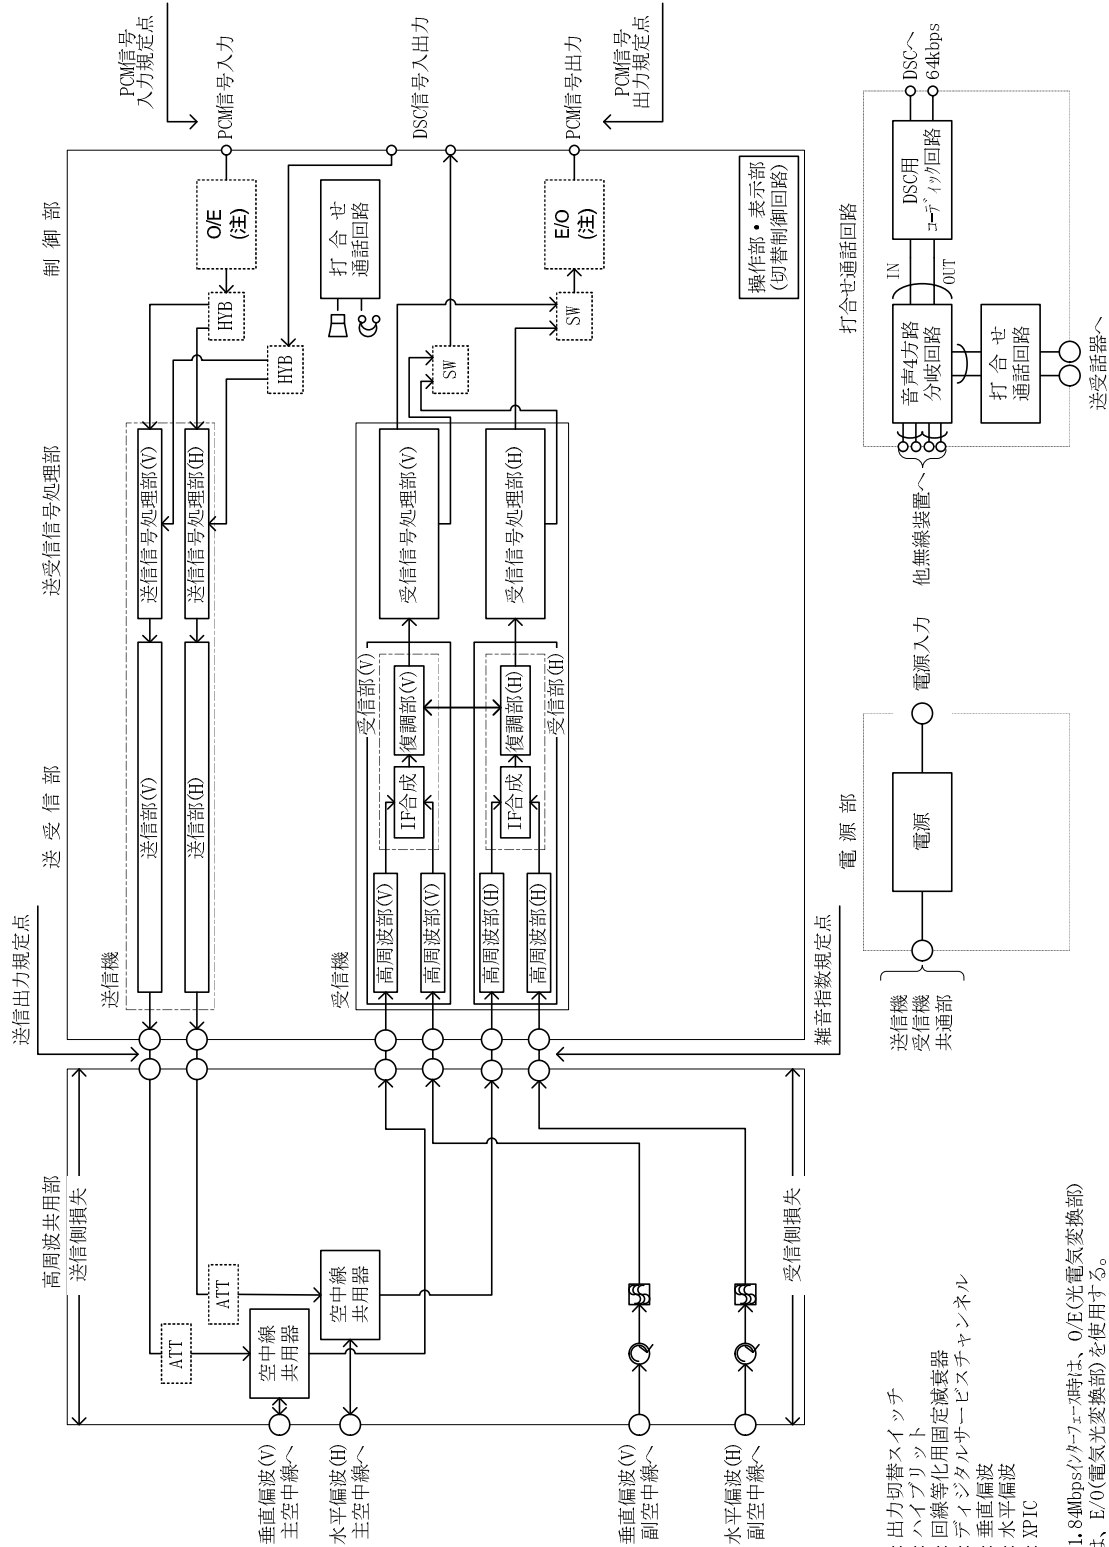 高周波共用部
送信側損失
受信側損失
ATT
ATT
空中線
共用器
空中線
共用器
垂直偏波(V)
主空中線へ
水平偏波(H)
主空中線へ
垂直偏波(V)
副空中線へ
水平偏波(H)
副空中線へ
送信出力規定点
雑音指数規定点
送 受 信 部
送信機
送信部(V)
送信部(H)
受信機
受信部(V)
高周波部(V)
高周波部(V)
IF合成
復調部(V)
高周波部(H)
高周波部(H)
IF合成
復調部(H)
受信部(H)
送受信信号処理部
送信信号処理部(V)
送信信号処理部(H)
受信信号処理部(V)
受信信号処理部(H)
制 御 部
HYB
HYB
O/E
(注)
打 合 せ
通話回路
SW
SW
E/O
(注)
操作部・表示部
(切替制御回路)
PCM信号
入力規定点
PCM信号入力
DSC信号入出力
PCM信号出力
PCM信号
出力規定点
電 源 部
電源
電源入力
送信機
受信機
共通部
打合せ通話回路
音声4方路
分岐回路
IN
OUT
DSC用
コーディック回路
DSCへ
64kbps
打 合 せ
通話回路
送受話器へ
他無線装置へ
:出力切替スイッチ
:ハイブリット
:回線等化用固定減衰器
:ディジタルサービスチャンネル
:垂直偏波
:水平偏波
:XPIC
1.84Mbpsインターフェース時は、O/E(光電気変換部)
は、E/O(電気光変換部)を使用する。